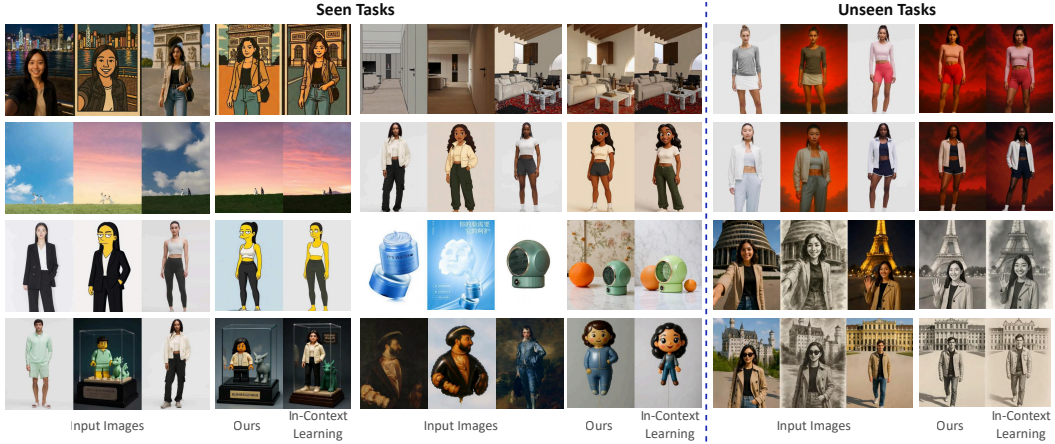 Seen Tasks
Unseen Tasks
Input Images
Ours
In-Context
Learning
Input Images
Ours
In-Context
Learning
Input Images
Ours
In-Context
Learning